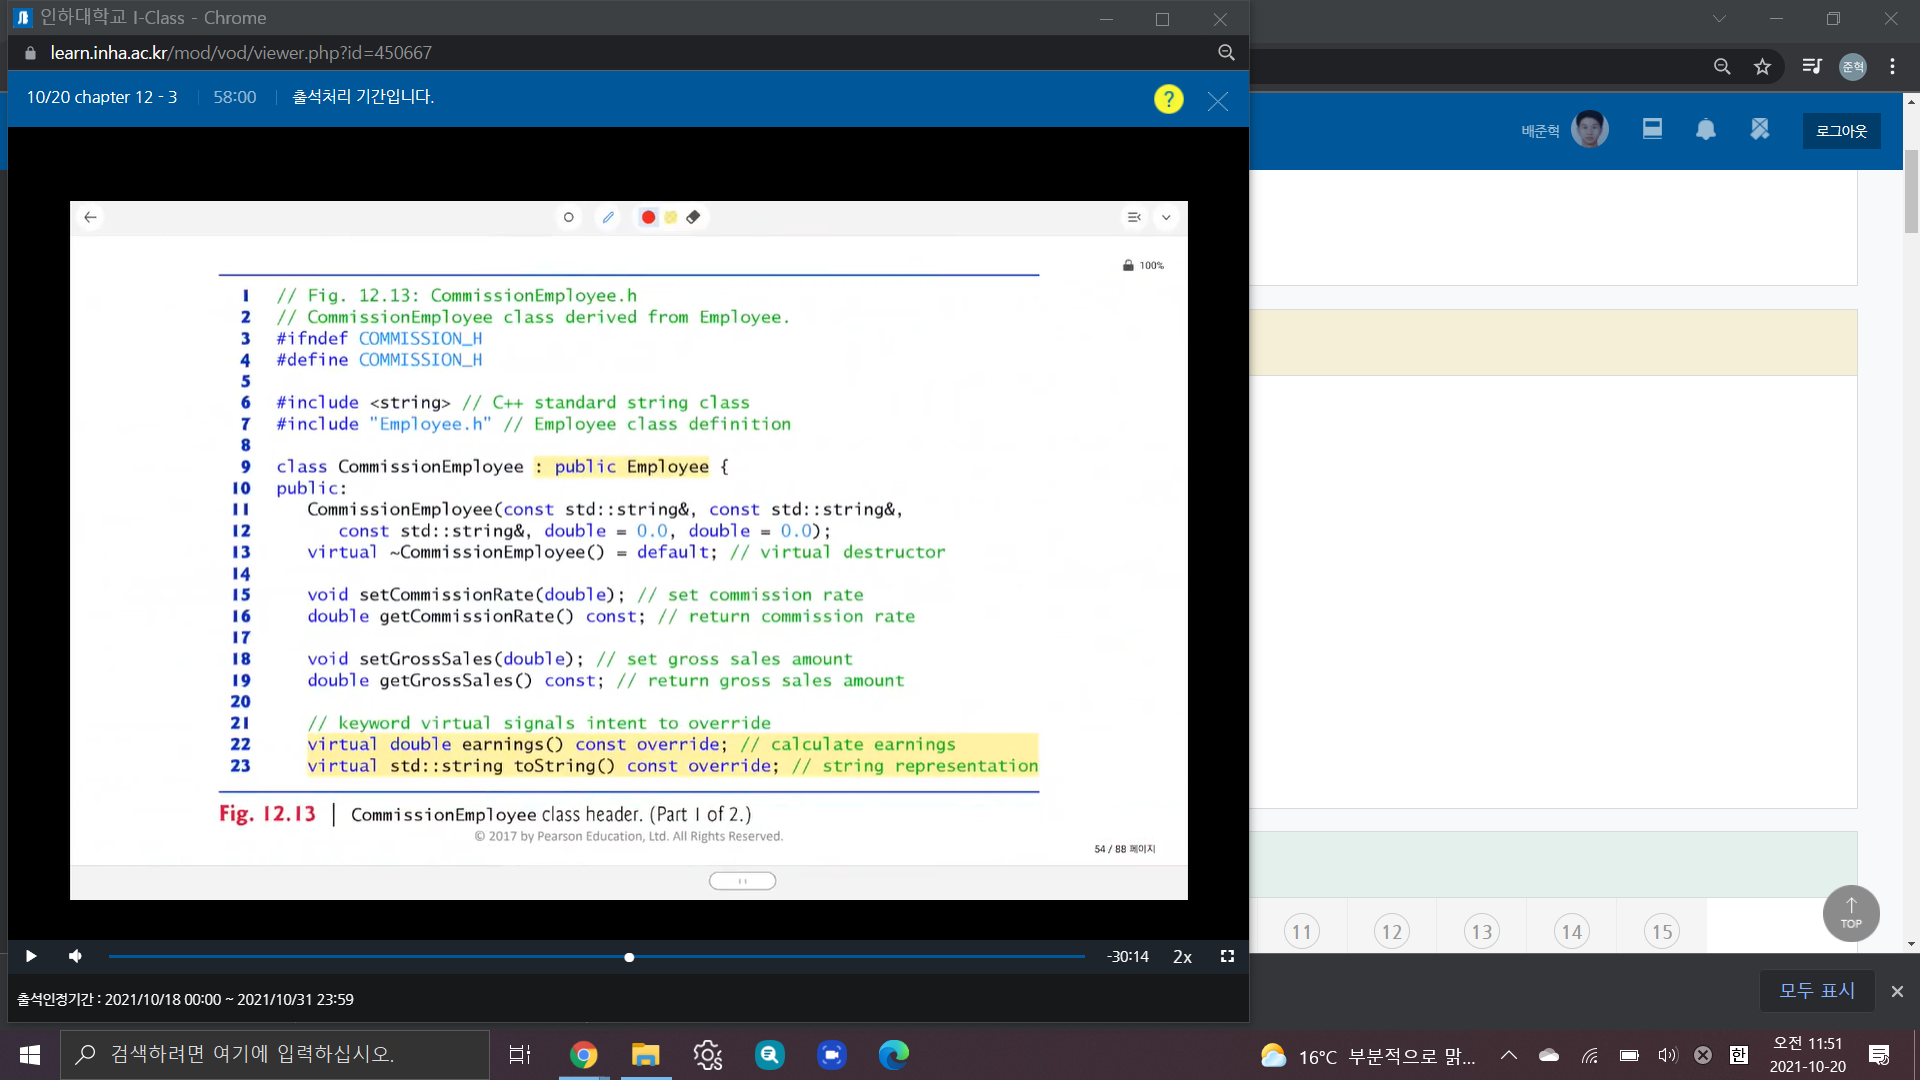 인하대학교 I-Class - Chrome
learn.inha.ac.kr/mod/vod/viewer.php?id=450667
준혁
10/20 chapter 12 - 3 58:00 출석처리 기간입니다.
?
배준혁
로그아웃
100%
1 // Fig. 12.13: CommissionEmployee.h
2 // CommissionEmployee class derived from Employee.
3 #ifndef COMMISSION_H
4 #define COMMISSION_H
5
6 #include <string> // C++ standard string class
7 #include "Employee.h" // Employee class definition
8
9 class CommissionEmployee : public Employee {
10 public:
11 CommissionEmployee(const std::string&, const std::string&,
12 const std::string&, double = 0.0, double = 0.0);
13 virtual ~CommissionEmployee() = default; // virtual destructor
14
15 void setCommissionRate(double); // set commission rate
16 double getCommissionRate() const; // return commission rate
17
18 void setGrossSales(double); // set gross sales amount
19 double getGrossSales() const; // return gross sales amount
20
21 // keyword virtual signals intent to override
22 virtual double earnings() const override; // calculate earnings
23 virtual std::string toString() const override; // string representation
Fig. 12.13 | CommissionEmployee class header. (Part 1 of 2.)
© 2017 by Pearson Education, Ltd. All Rights Reserved.
54 / 88 페이지
11 12 13 14 15
TOP
-30:14 2x
출석인정기간 : 2021/10/18 00:00 ~ 2021/10/31 23:59
모두 표시
검색하려면 여기에 입력하십시오.
16°C 부분적으로 맑...
한
오전 11:51
2021-10-20